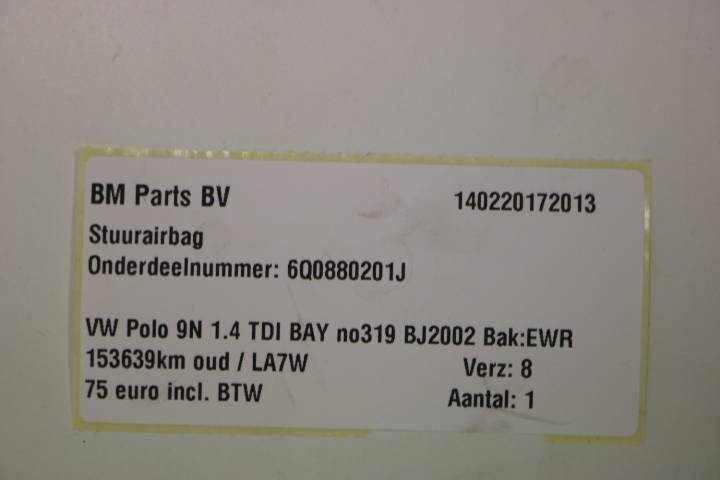 BM Parts BV 140220172013
Stuurairbag
Onderdeelnummer: 6Q0880201J
VW Polo 9N 1.4 TDI BAY no319 BJ2002 Bak:EWR
153639km oud / LA7W Verz: 8
75 euro incl. BTW Aantal: 1